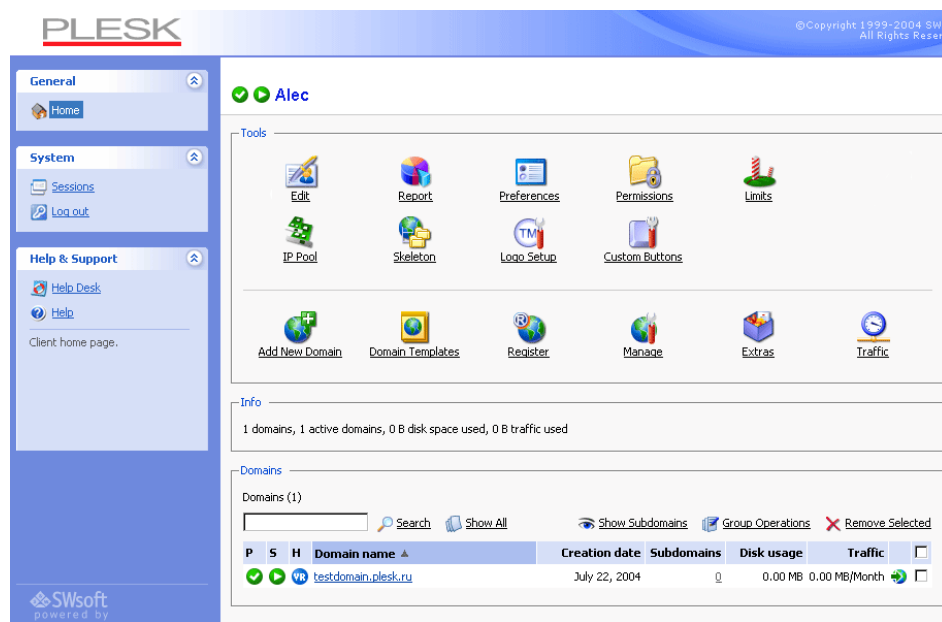 PLESK
©Copyright 1999-2004 SW
All Rights Reser
General
Home
System
Sessions
Log out
Help & Support
Help Desk
Help
Client home page.
SWsoft
powered by
Alec
Tools
Edit Report Preferences Permissions Limits
IP Pool Skeleton Logo Setup Custom Buttons
TM
Add New Domain Domain Templates Register Manage Extras Traffic
Info
1 domains, 1 active domains, 0 B disk space used, 0 B traffic used
Domains
Domains (1)
Search Show All Show Subdomains Group Operations Remove Selected
P S H Domain name Creation date Subdomains Disk usage Traffic
VR testdomain.plesk.ru July 22, 2004 0 0.00 MB 0.00 MB/Month